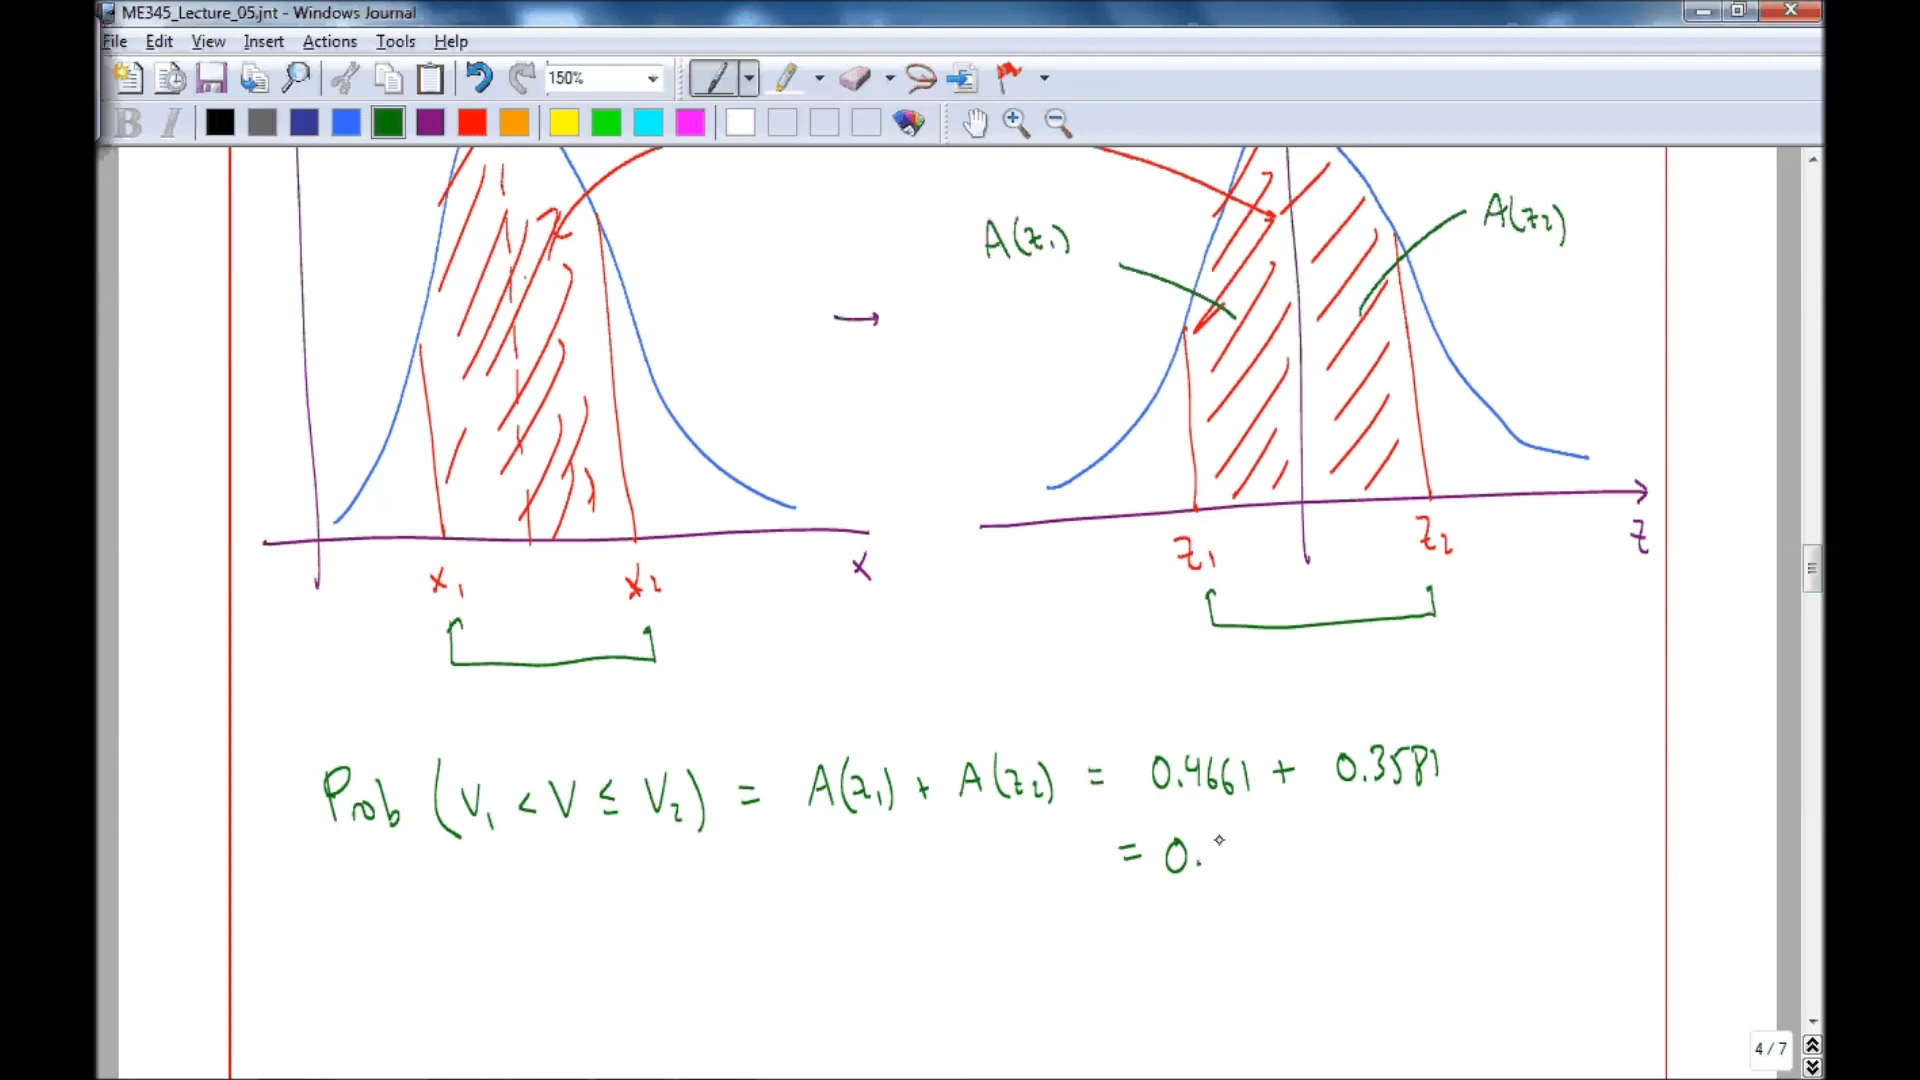 ME345_Lecture_05.jnt - Windows Journal
File Edit View Insert Actions Tools Help
150%
B I
A(z₁)
A(z₂)
x₁ x₂ x
z₁ z₂ z
Prob (V₁ < V ≤ V₂) = A(z₁) + A(z₂) = 0.4661 + 0.3581
= 0.
4 / 7